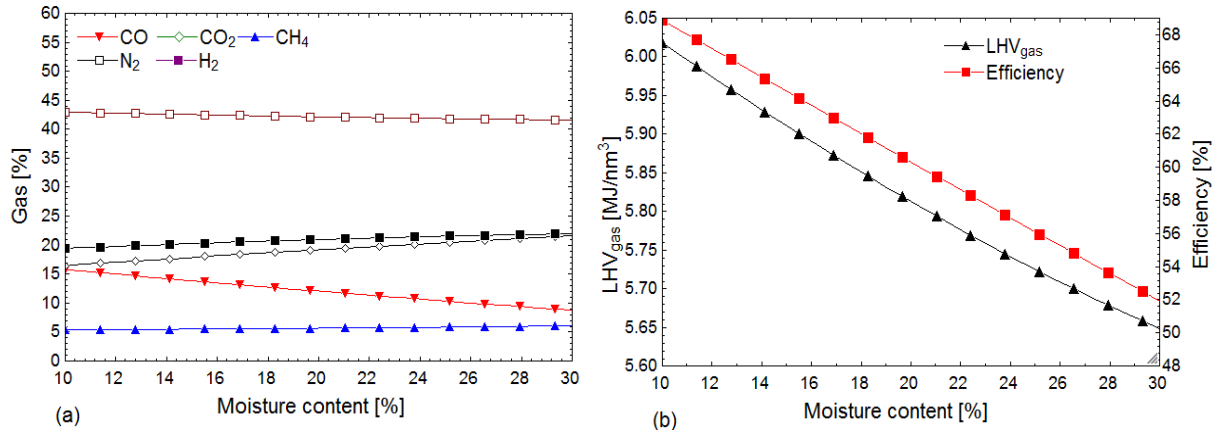 60
55
50
45
40
35
30
25
20
15
10
5
0
Gas [%]
CO CO2 CH4
N2 H2
10 12 14 16 18 20 22 24 26 28 30
Moisture content [%]
(a)
6.05
6.00
5.95
5.90
5.85
5.80
5.75
5.70
5.65
5.60
LHVgas [MJ/nm3]
LHVgas
Efficiency
68
66
64
62
60
58
56
54
52
50
48
Efficiency [%]
10 12 14 16 18 20 22 24 26 28 30
Moisture content [%]
(b)